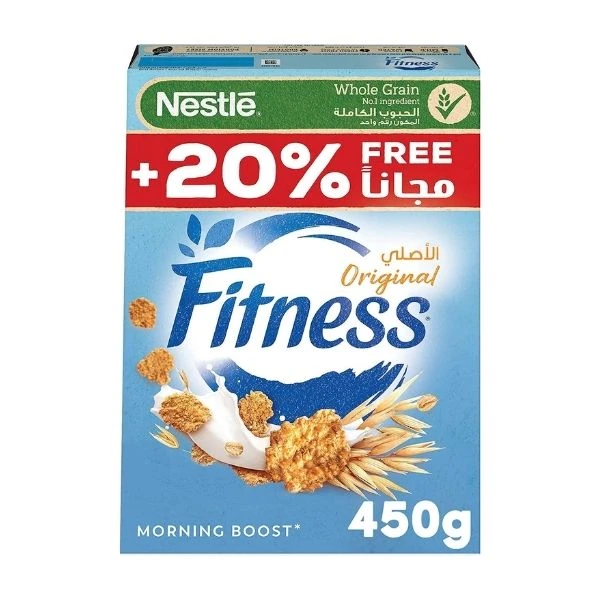 Fitness
Nestlé
Whole Grain
No.1 ingredient
الحبوب الكاملة
المكون رقم واحد
+20% FREE
مجاناً
الأصلي
Original
Fitness
MORNING BOOST*
450g